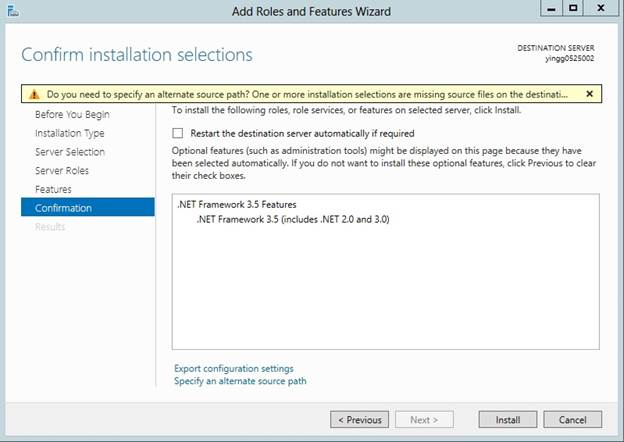 Add Roles and Features Wizard
Confirm installation selections
DESTINATION SERVER
yingg0525002
Do you need to specify an alternate source path? One or more installation selections are missing source files on the destinati...
Before You Begin
Installation Type
Server Selection
Server Roles
Features
Confirmation
Results
To install the following roles, role services, or features on selected server, click Install.
Restart the destination server automatically if required
Optional features (such as administration tools) might be displayed on this page because they have
been selected automatically. If you do not want to install these optional features, click Previous to clear
their check boxes.
.NET Framework 3.5 Features
.NET Framework 3.5 (includes .NET 2.0 and 3.0)
Export configuration settings
Specify an alternate source path
< Previous
Next >
Install
Cancel